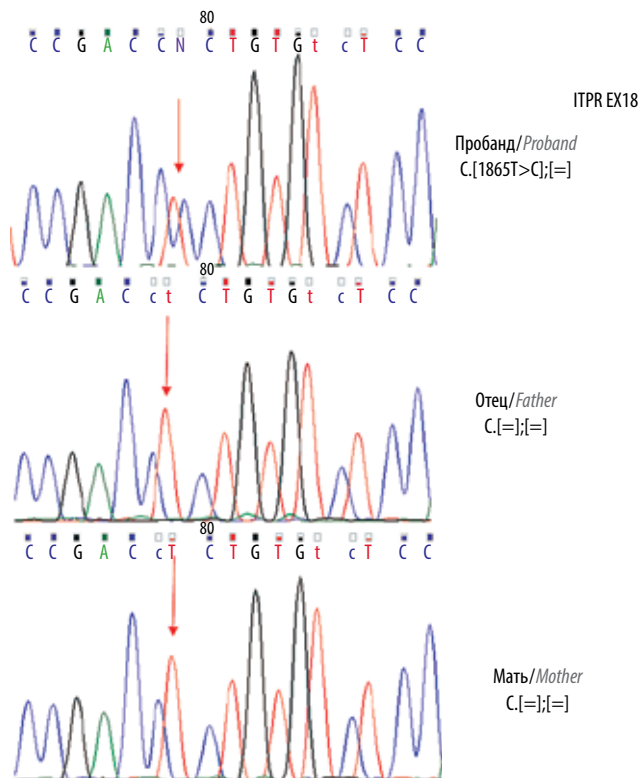 80
C C G A C C N C T G T G t c T C C
ITPR EX18
Пробанд/Proband
C.[1865T>C];[=]
80
C C G A C C t C T G T G t c T C C
Отец/Father
C.[=];[=]
80
C C G A C c T C T G T G t c T C C
Мать/Mother
C.[=];[=]